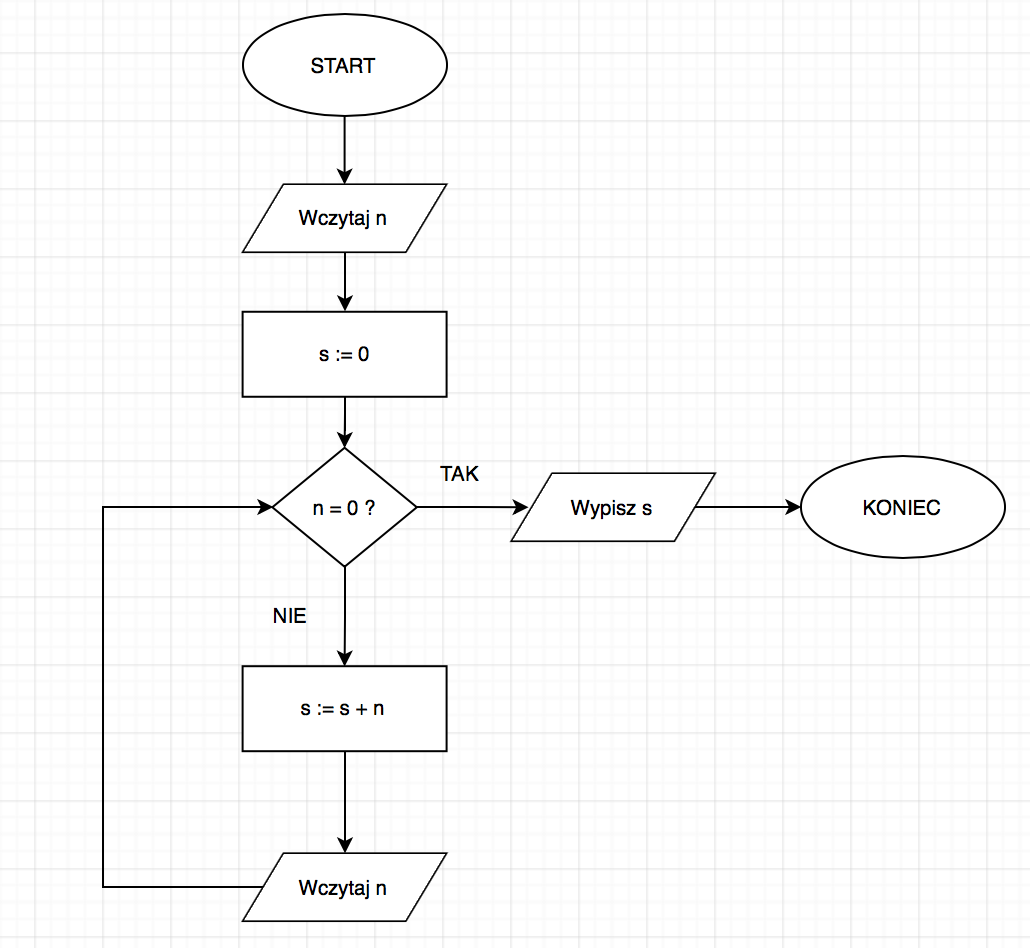 START
Wczytaj n
s := 0
n = 0 ?
TAK
Wypisz s
KONIEC
NIE
s := s + n
Wczytaj n